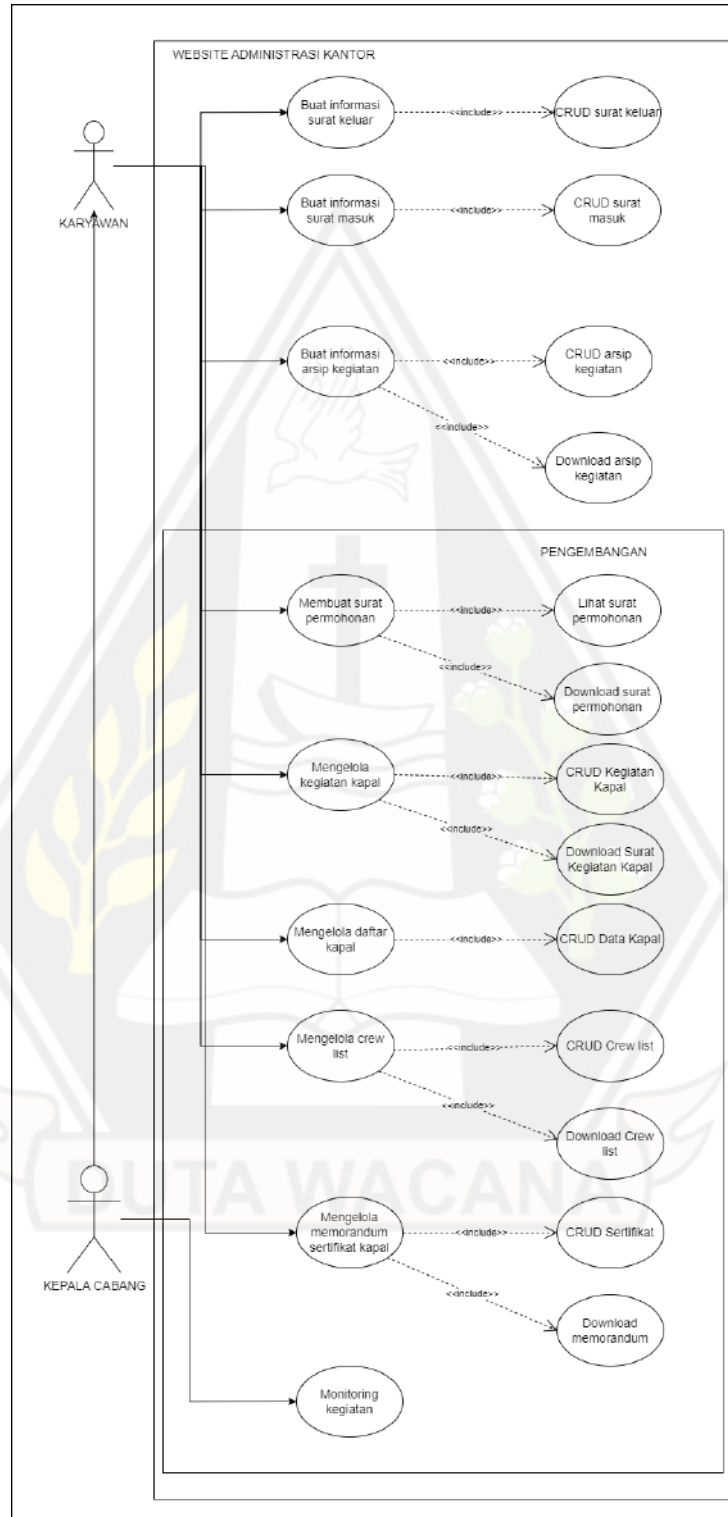 WEBSITE ADMINISTRASI KANTOR
Buat informasi
surat keluar
<<include>>
CRUD surat keluar
KARYAWAN
Buat informasi
surat masuk
<<include>>
CRUD surat
masuk
Buat informasi
arsip kegiatan
<<include>>
CRUD arsip
kegiatan
<<include>>
Download arsip
kegiatan
PENGEMBANGAN
Membuat surat
permohonan
<<include>>
Lihat surat
permohonan
<<include>>
Download surat
permohonan
Mengelola
kegiatan kapal
<<include>>
CRUD Kegiatan
Kapal
<<include>>
Download Surat
Kegiatan Kapal
Mengelola daftar
kapal
<<include>>
CRUD Data Kapal
Mengelola crew
list
<<include>>
CRUD Crew list
<<include>>
Download Crew
list
DUTA WACANA
KEPALA CABANG
Mengelola
memorandum
sertifikat kapal
<<include>>
CRUD Sertifikat
<<include>>
Download
memorandum
Monitoring
kegiatan